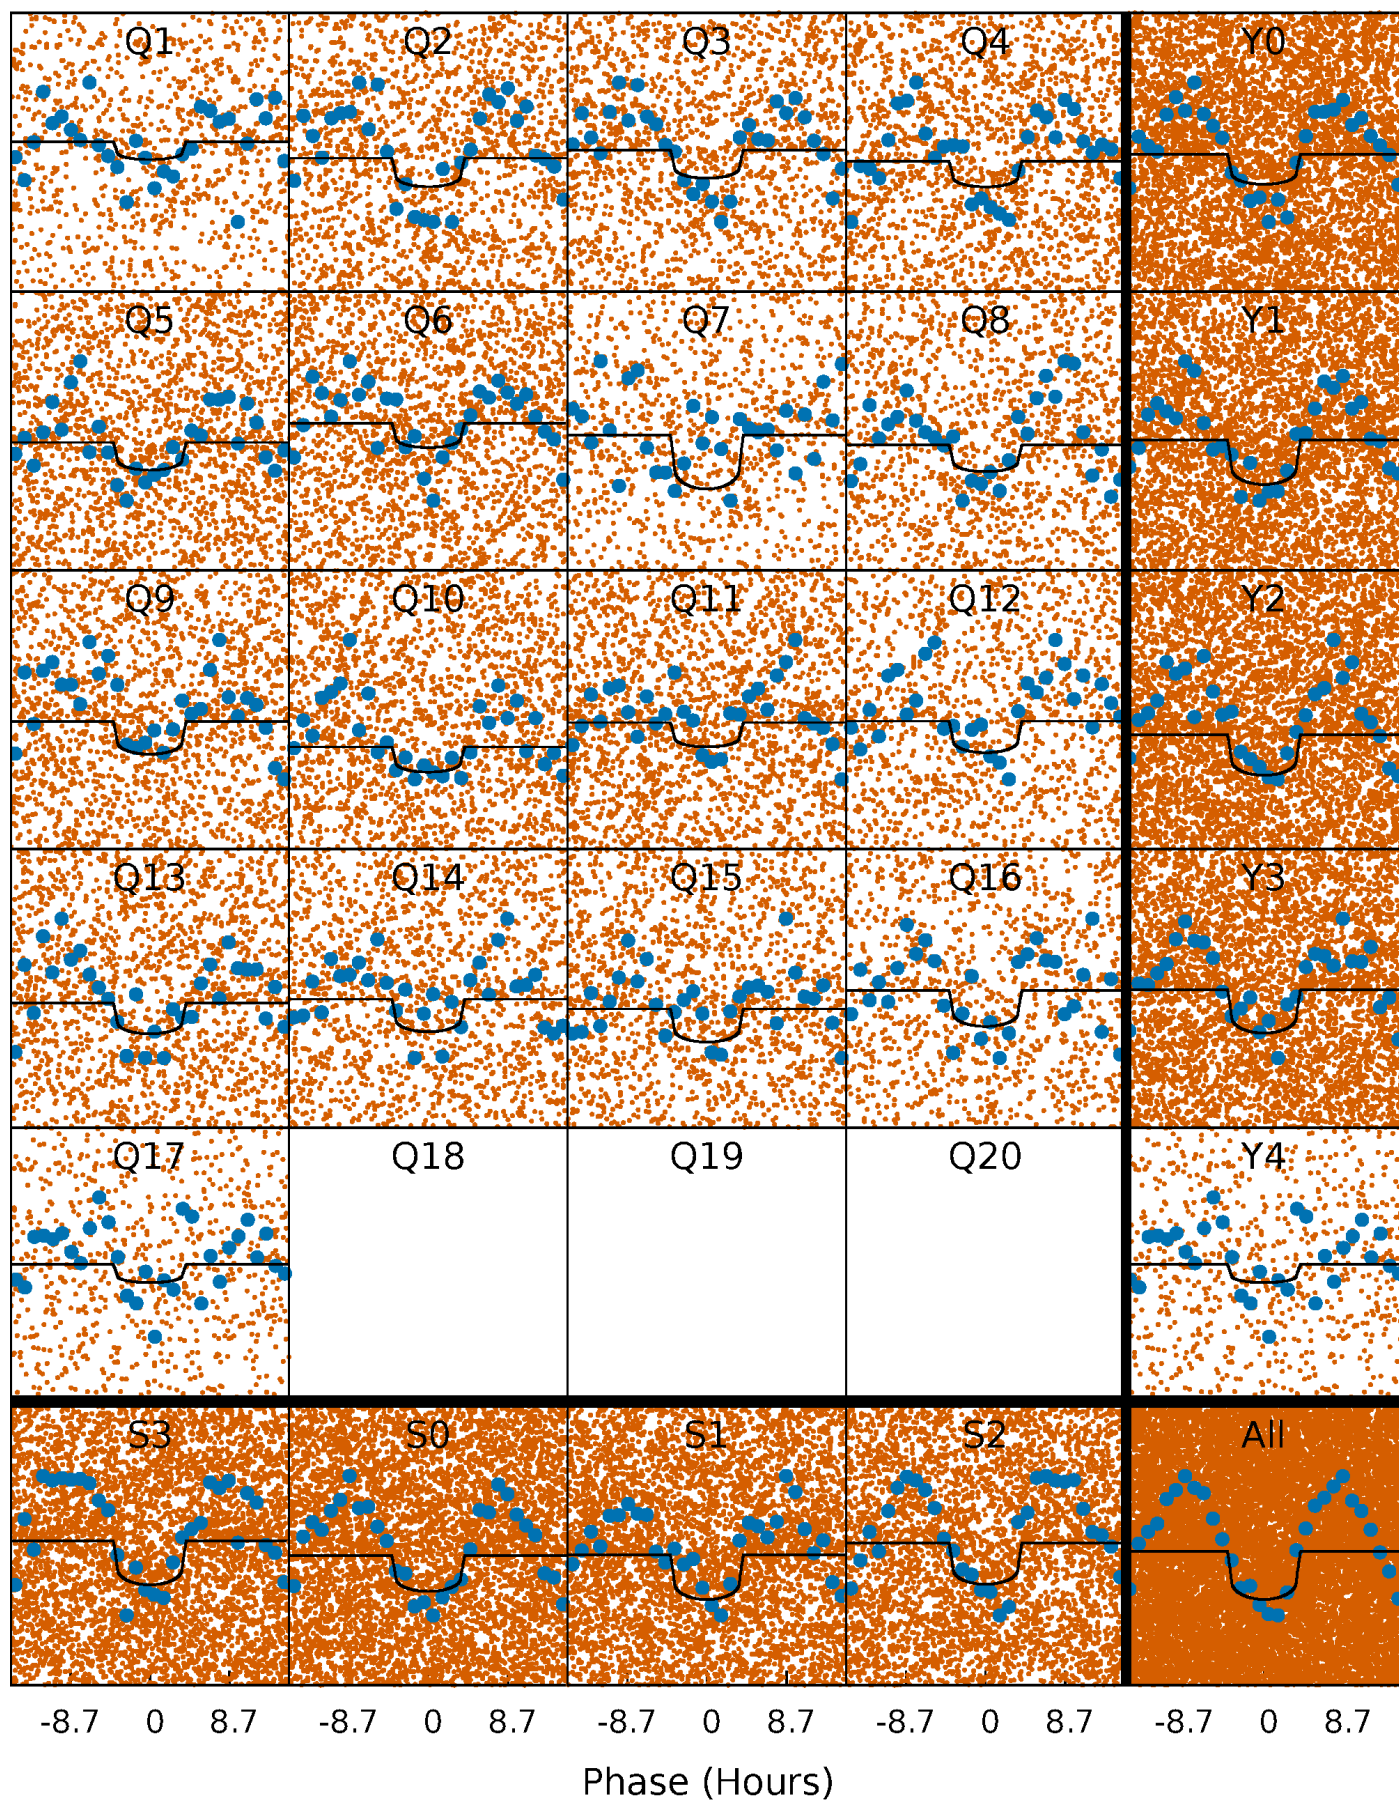 Q1 Q2 Q3 Q4 Y0
Q5 Q6 Q7 Q8 Y1
Q9 Q10 Q11 Q12 Y2
Q13 Q14 Q15 Q16 Y3
Q17 Q18 Q19 Q20 Y4
S3 S0 S1 S2 All
-8.7 0 8.7 -8.7 0 8.7 -8.7 0 8.7 -8.7 0 8.7 -8.7 0 8.7
Phase (Hours)